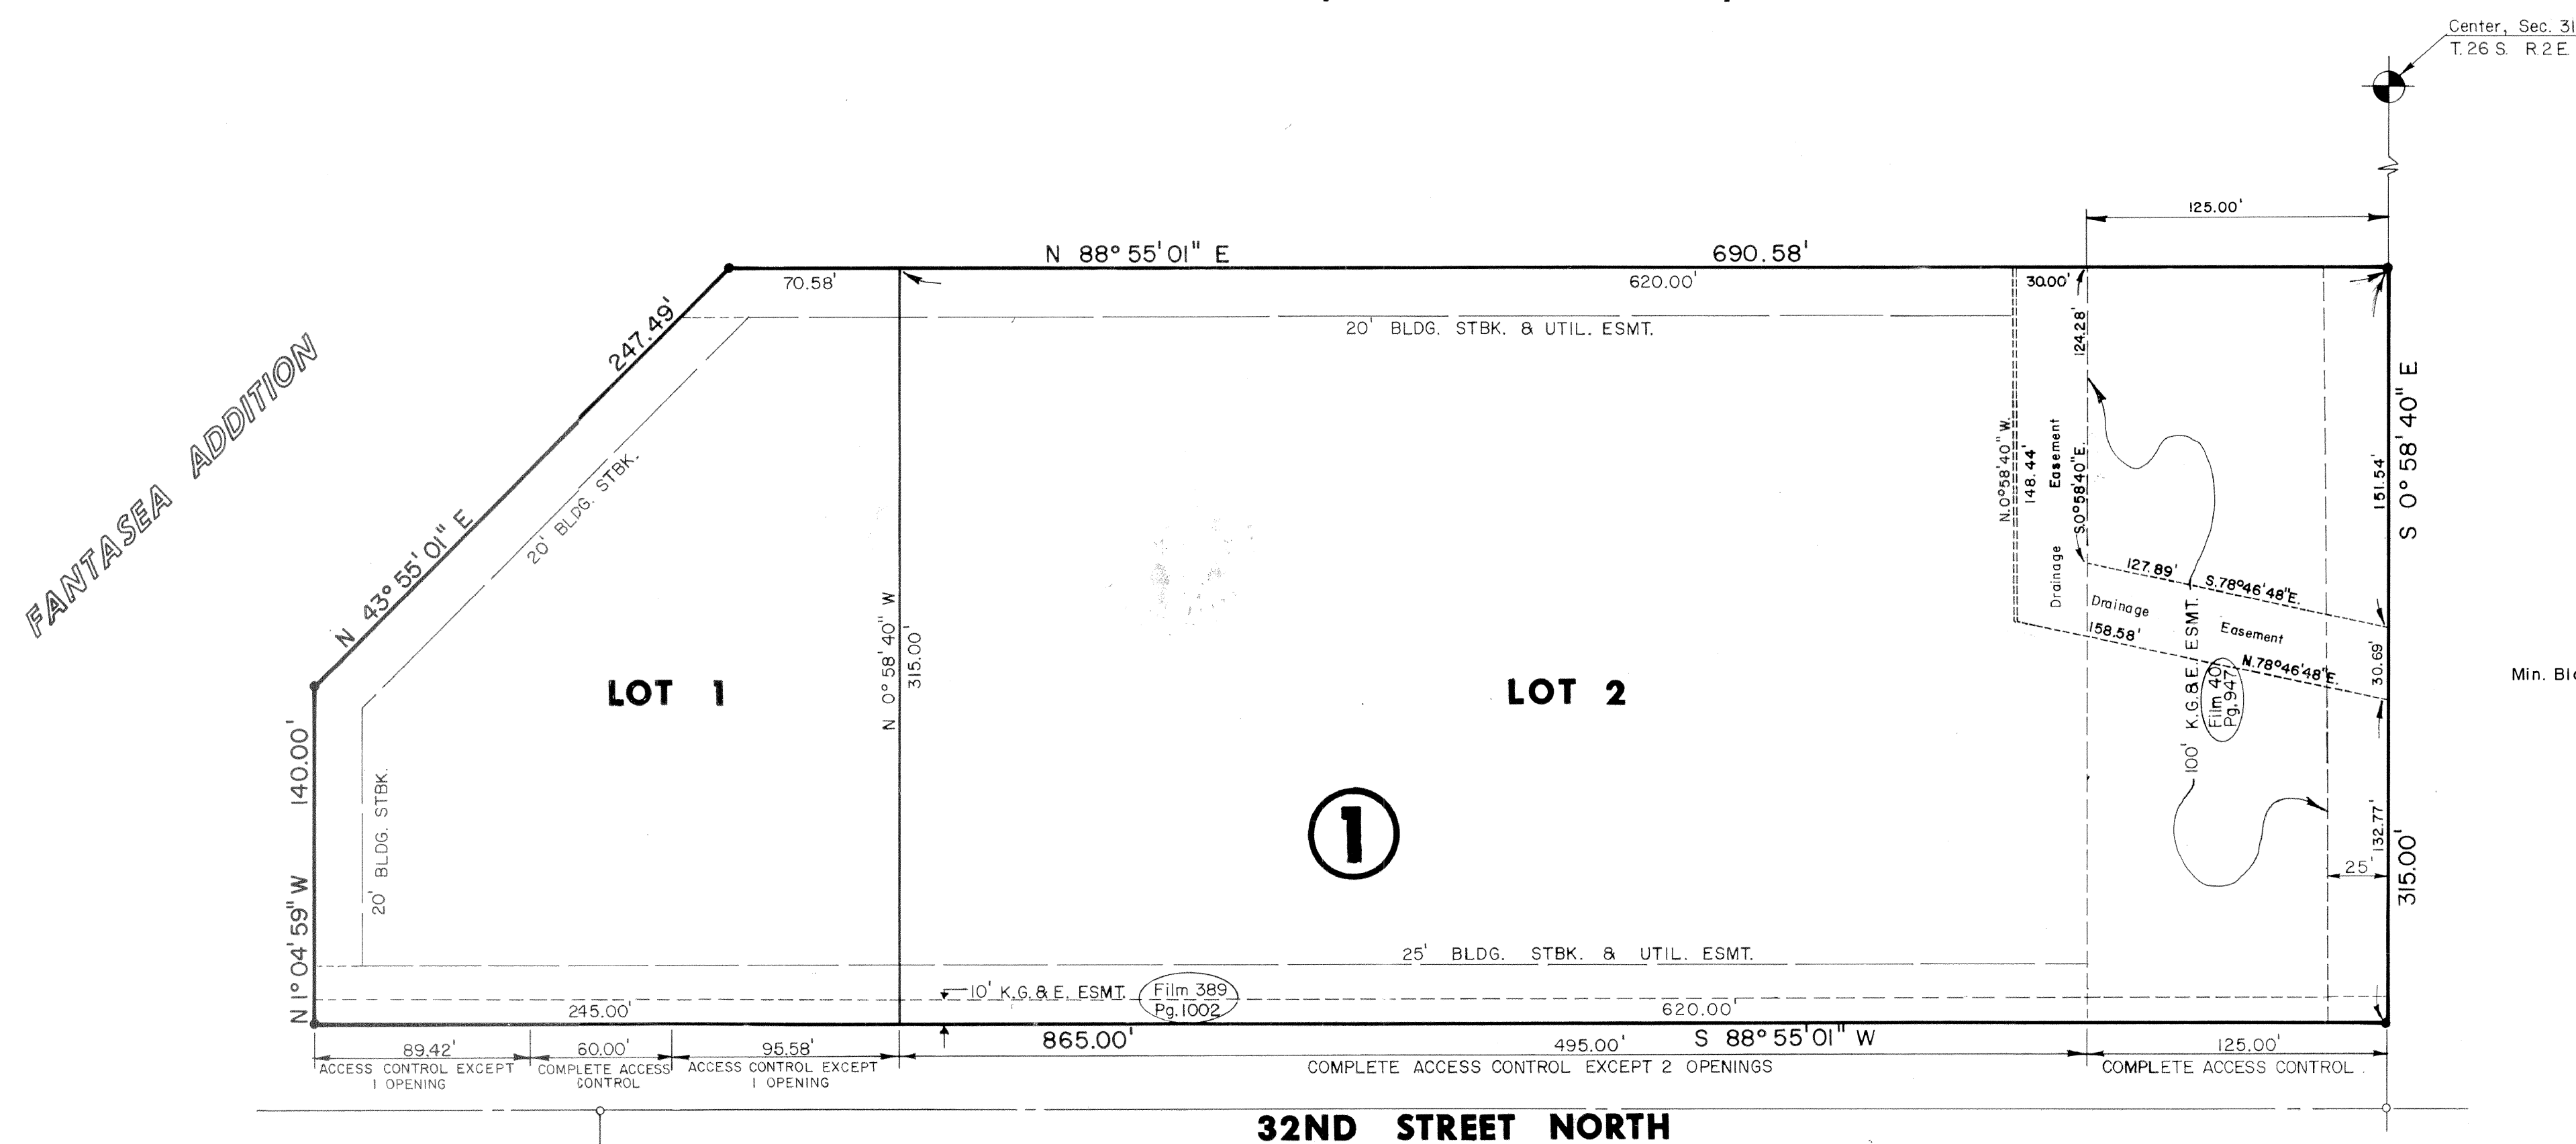 Center, Sec. 31
T. 26 S. R. 2 E.
125.00'
N 88° 55' 01" E
690.58'
70.58'
620.00'
30.00'
20' BLDG. STBK. & UTIL. ESMT.
247.49'
124.28'
FANTASEA ADDITION
20' BLDG. STBK.
N 43° 55' 01" E
N 0° 58' 40" W
315.00'
N.0°58'40" W.
148.44'
Drainage Easement
S.0°58'40"E.
151.54'
S 0° 58' 40" E
127.89'
S.78°46'48"E.
Drainage
Easement
158.58'
N.78°46'48"E.
30.69'
100' K.G.&E. ESMT.
Film 40
Pg. 947
Min.
LOT 1
LOT 2
140.00'
N 1° 04' 59" W
20' BLDG. STBK.
1
132.77'
315.00'
25'
25' BLDG. STBK. & UTIL. ESMT.
10' K.G. & E. ESMT.
Film 389
Pg. 1002
245.00'
620.00'
865.00'
S 88° 55' 01" W
89.42'
60.00'
95.58'
495.00'
125.00'
ACCESS CONTROL EXCEPT
1 OPENING
COMPLETE ACCESS
CONTROL
ACCESS CONTROL EXCEPT
1 OPENING
COMPLETE ACCESS CONTROL EXCEPT 2 OPENINGS
COMPLETE ACCESS CONTROL
32ND STREET NORTH